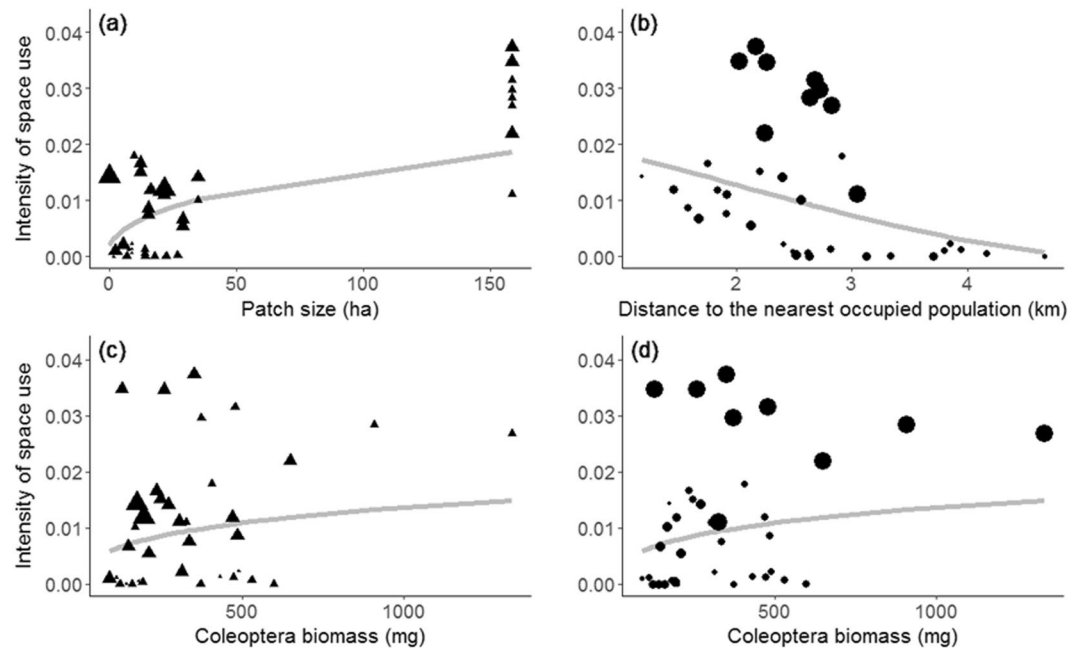 (a)
Intensity of space use
0.04
0.03
0.02
0.01
0.00
0 50 100 150
Patch size (ha)
(b)
0.04
0.03
0.02
0.01
0.00
2 3 4
Distance to the nearest occupied population (km)
(c)
Intensity of space use
0.04
0.03
0.02
0.01
0.00
500 1000
Coleoptera biomass (mg)
(d)
0.04
0.03
0.02
0.01
0.00
500 1000
Coleoptera biomass (mg)